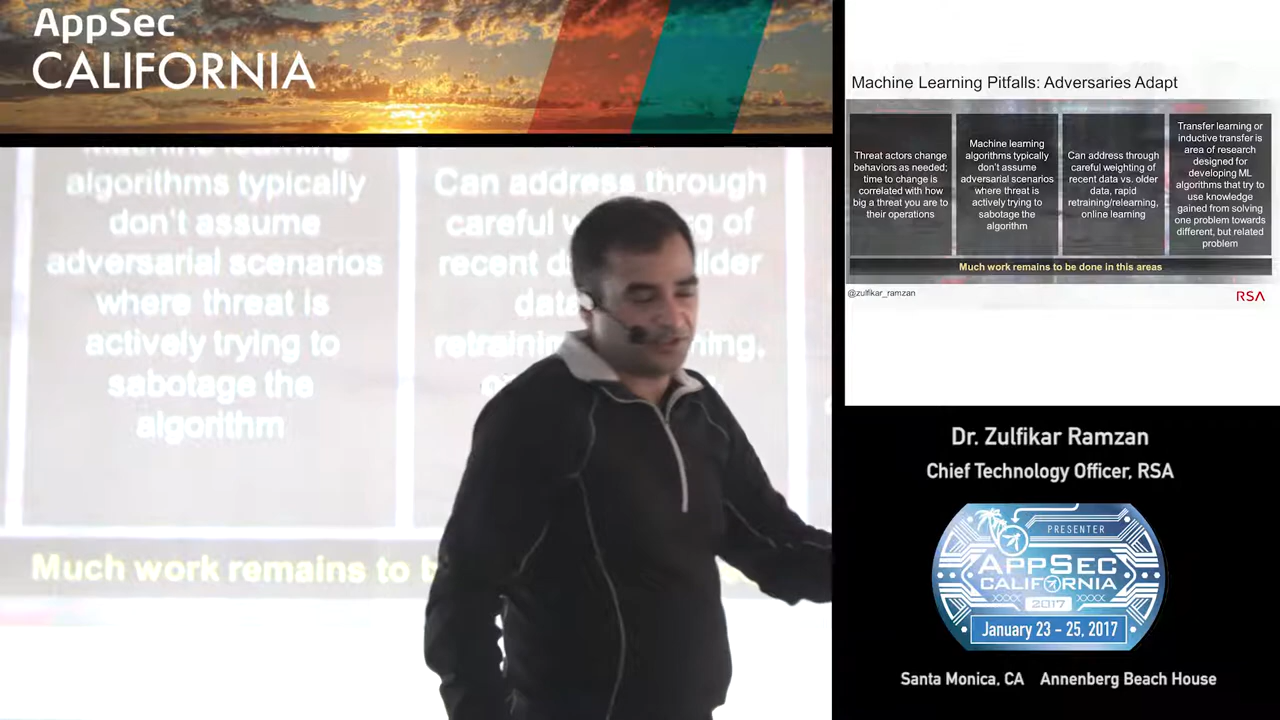 AppSec
CALIFORNIA
Machine learning
algorithms typically
don't assume
adversarial scenarios
where threat is
actively trying to
sabotage the
algorithm
Can address through
careful
of
recent
data
Much work remains to
Machine Learning Pitfalls: Adversaries Adapt
Threat actors change
behaviors as needed;
time to change is
correlated with how
big a threat you are to
their operations
Machine learning
algorithms typically
don't assume
adversarial scenarios
where threat is
actively trying to
sabotage the
algorithm
Can address through
careful weighting of
recent data vs. older
data, rapid
retraining/relearning,
online learning
Transfer learning or
inductive transfer is
area of research
designed for
developing ML
algorithms that try to
use knowledge
gained from solving
one problem towards
different, but related
problem
Much work remains to be done in this areas
@zulfikar_ramzan
RSA
Dr. Zulfikar Ramzan
Chief Technology Officer, RSA
PRESENTER
APPSEC
CALIFORNIA
2017
January 23 - 25, 2017
Santa Monica, CA Annenberg Beach House